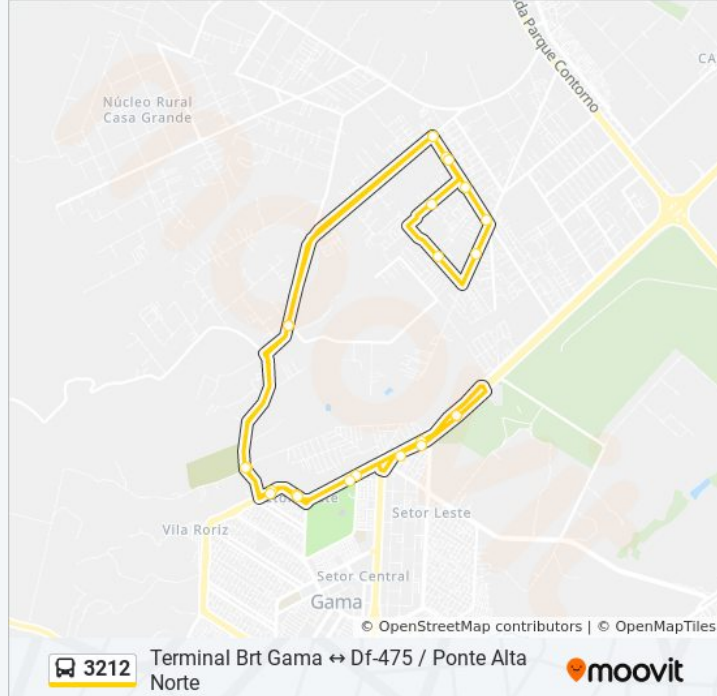 da Parque Contorno
CA
Núcleo Rural
Casa Grande
Vila Roriz
Setor Leste
Setor Central
Gama
© OpenStreetMap contributors | © OpenMapTiles
3212
Terminal Brt Gama ↔ Df-475 / Ponte Alta
Norte
moovit